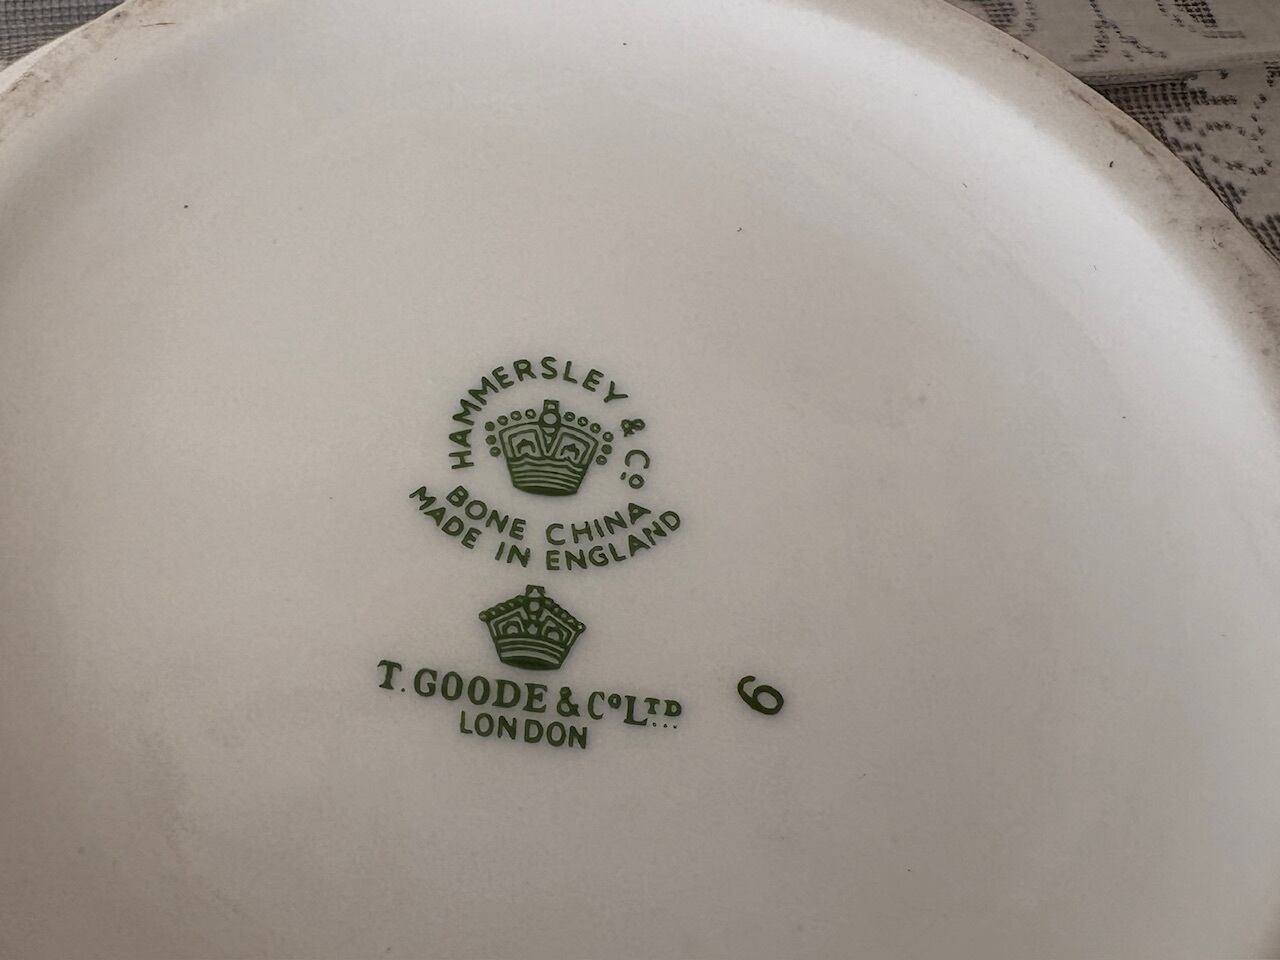 HAMMERSLEY & Co.
BONE CHINA
MADE IN ENGLAND
T. GOODE & Co LTD
LONDON
6